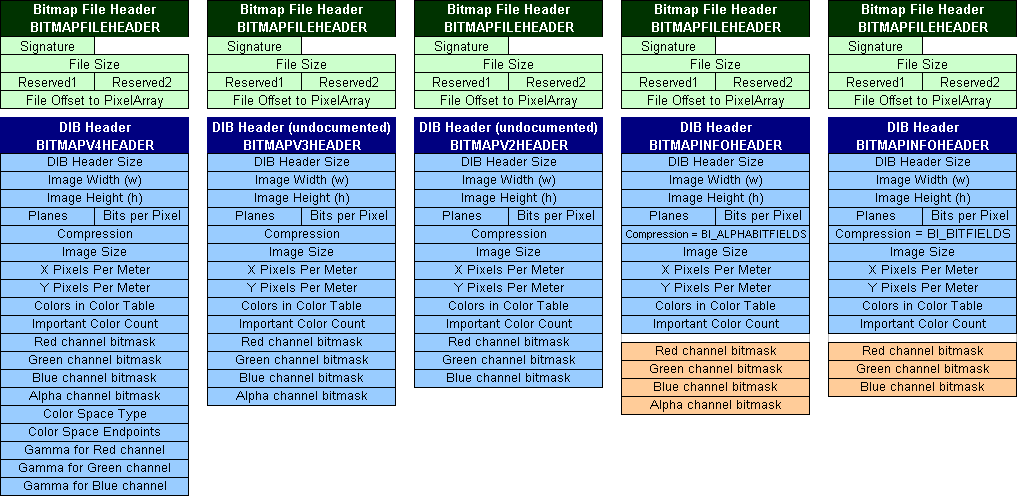 Bitmap File Header
BITMAPFILEHEADER
Signature
File Size
Reserved1 Reserved2
File Offset to PixelArray
DIB Header
BITMAPV4HEADER
DIB Header Size
Image Width (w)
Image Height (h)
Planes Bits per Pixel
Compression
Image Size
X Pixels Per Meter
Y Pixels Per Meter
Colors in Color Table
Important Color Count
Red channel bitmask
Green channel bitmask
Blue channel bitmask
Alpha channel bitmask
Color Space Type
Color Space Endpoints
Gamma for Red channel
Gamma for Green channel
Gamma for Blue channel
Bitmap File Header
BITMAPFILEHEADER
Signature
File Size
Reserved1 Reserved2
File Offset to PixelArray
DIB Header (undocumented)
BITMAPV3HEADER
DIB Header Size
Image Width (w)
Image Height (h)
Planes Bits per Pixel
Compression
Image Size
X Pixels Per Meter
Y Pixels Per Meter
Colors in Color Table
Important Color Count
Red channel bitmask
Green channel bitmask
Blue channel bitmask
Alpha channel bitmask
Bitmap File Header
BITMAPFILEHEADER
Signature
File Size
Reserved1 Reserved2
File Offset to PixelArray
DIB Header (undocumented)
BITMAPV2HEADER
DIB Header Size
Image Width (w)
Image Height (h)
Planes Bits per Pixel
Compression
Image Size
X Pixels Per Meter
Y Pixels Per Meter
Colors in Color Table
Important Color Count
Red channel bitmask
Green channel bitmask
Blue channel bitmask
Bitmap File Header
BITMAPFILEHEADER
Signature
File Size
Reserved1 Reserved2
File Offset to PixelArray
DIB Header
BITMAPINFOHEADER
DIB Header Size
Image Width (w)
Image Height (h)
Planes Bits per Pixel
Compression = BI_ALPHABITFIELDS
Image Size
X Pixels Per Meter
Y Pixels Per Meter
Colors in Color Table
Important Color Count
Red channel bitmask
Green channel bitmask
Blue channel bitmask
Alpha channel bitmask
Bitmap File Header
BITMAPFILEHEADER
Signature
File Size
Reserved1 Reserved2
File Offset to PixelArray
DIB Header
BITMAPINFOHEADER
DIB Header Size
Image Width (w)
Image Height (h)
Planes Bits per Pixel
Compression = BI_BITFIELDS
Image Size
X Pixels Per Meter
Y Pixels Per Meter
Colors in Color Table
Important Color Count
Red channel bitmask
Green channel bitmask
Blue channel bitmask